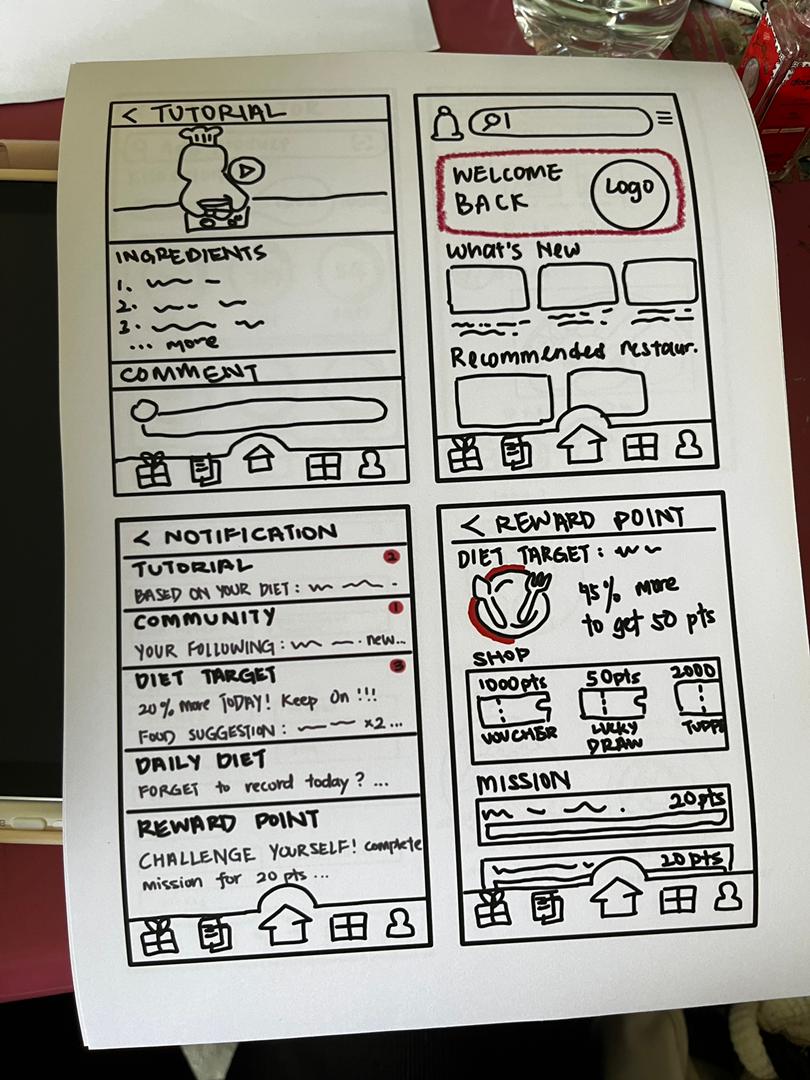 < TUTORIAL
INGREDIENTS
1.
2.
3.
... more
COMMENT
WELCOME
BACK
Logo
What's New
Recommended restaur.
< NOTIFICATION
TUTORIAL 2
BASED ON YOUR DIET :
COMMUNITY 1
YOUR FOLLOWING : new...
DIET TARGET 3
20% more TODAY! Keep On !!!
FOOD SUGGESTION : x2 ...
DAILY DIET
FORGET to record today ? ...
REWARD POINT
CHALLENGE YOURSELF! complete
mission for 20 pts ...
< REWARD POINT
DIET TARGET :
45% more
to get 50 pts
SHOP
1000pts 50pts 2000
VOUCHER LUCKY DRAW TUPP
MISSION
20pts
20pts